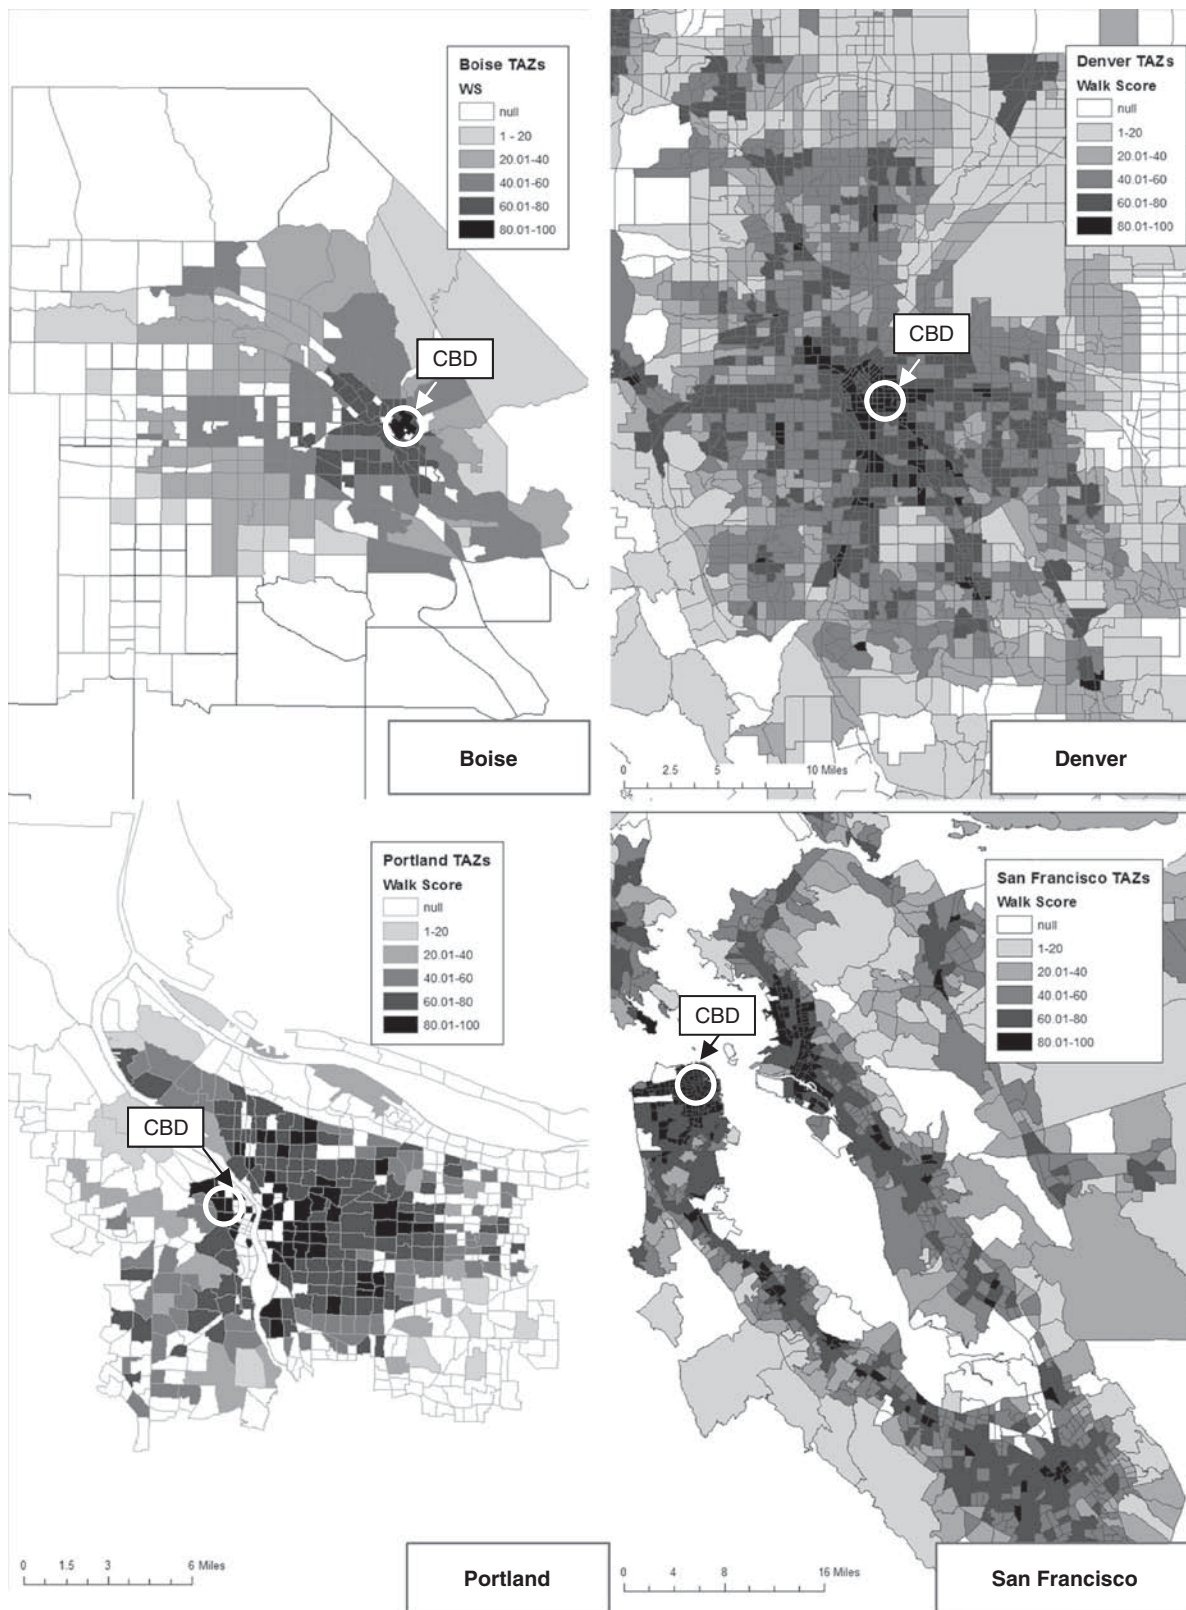 Boise TAZs
WS
null
1 - 20
20.01-40
40.01-60
60.01-80
80.01-100
CBD
Boise
Denver TAZs
Walk Score
null
1-20
20.01-40
40.01-60
60.01-80
80.01-100
CBD
0 2.5 5 10 Miles
Denver
Portland TAZs
Walk Score
null
1-20
20.01-40
40.01-60
60.01-80
80.01-100
CBD
0 1.5 3 6 Miles
Portland
San Francisco TAZs
Walk Score
null
1-20
20.01-40
40.01-60
60.01-80
80.01-100
CBD
0 4 8 16 Miles
San Francisco